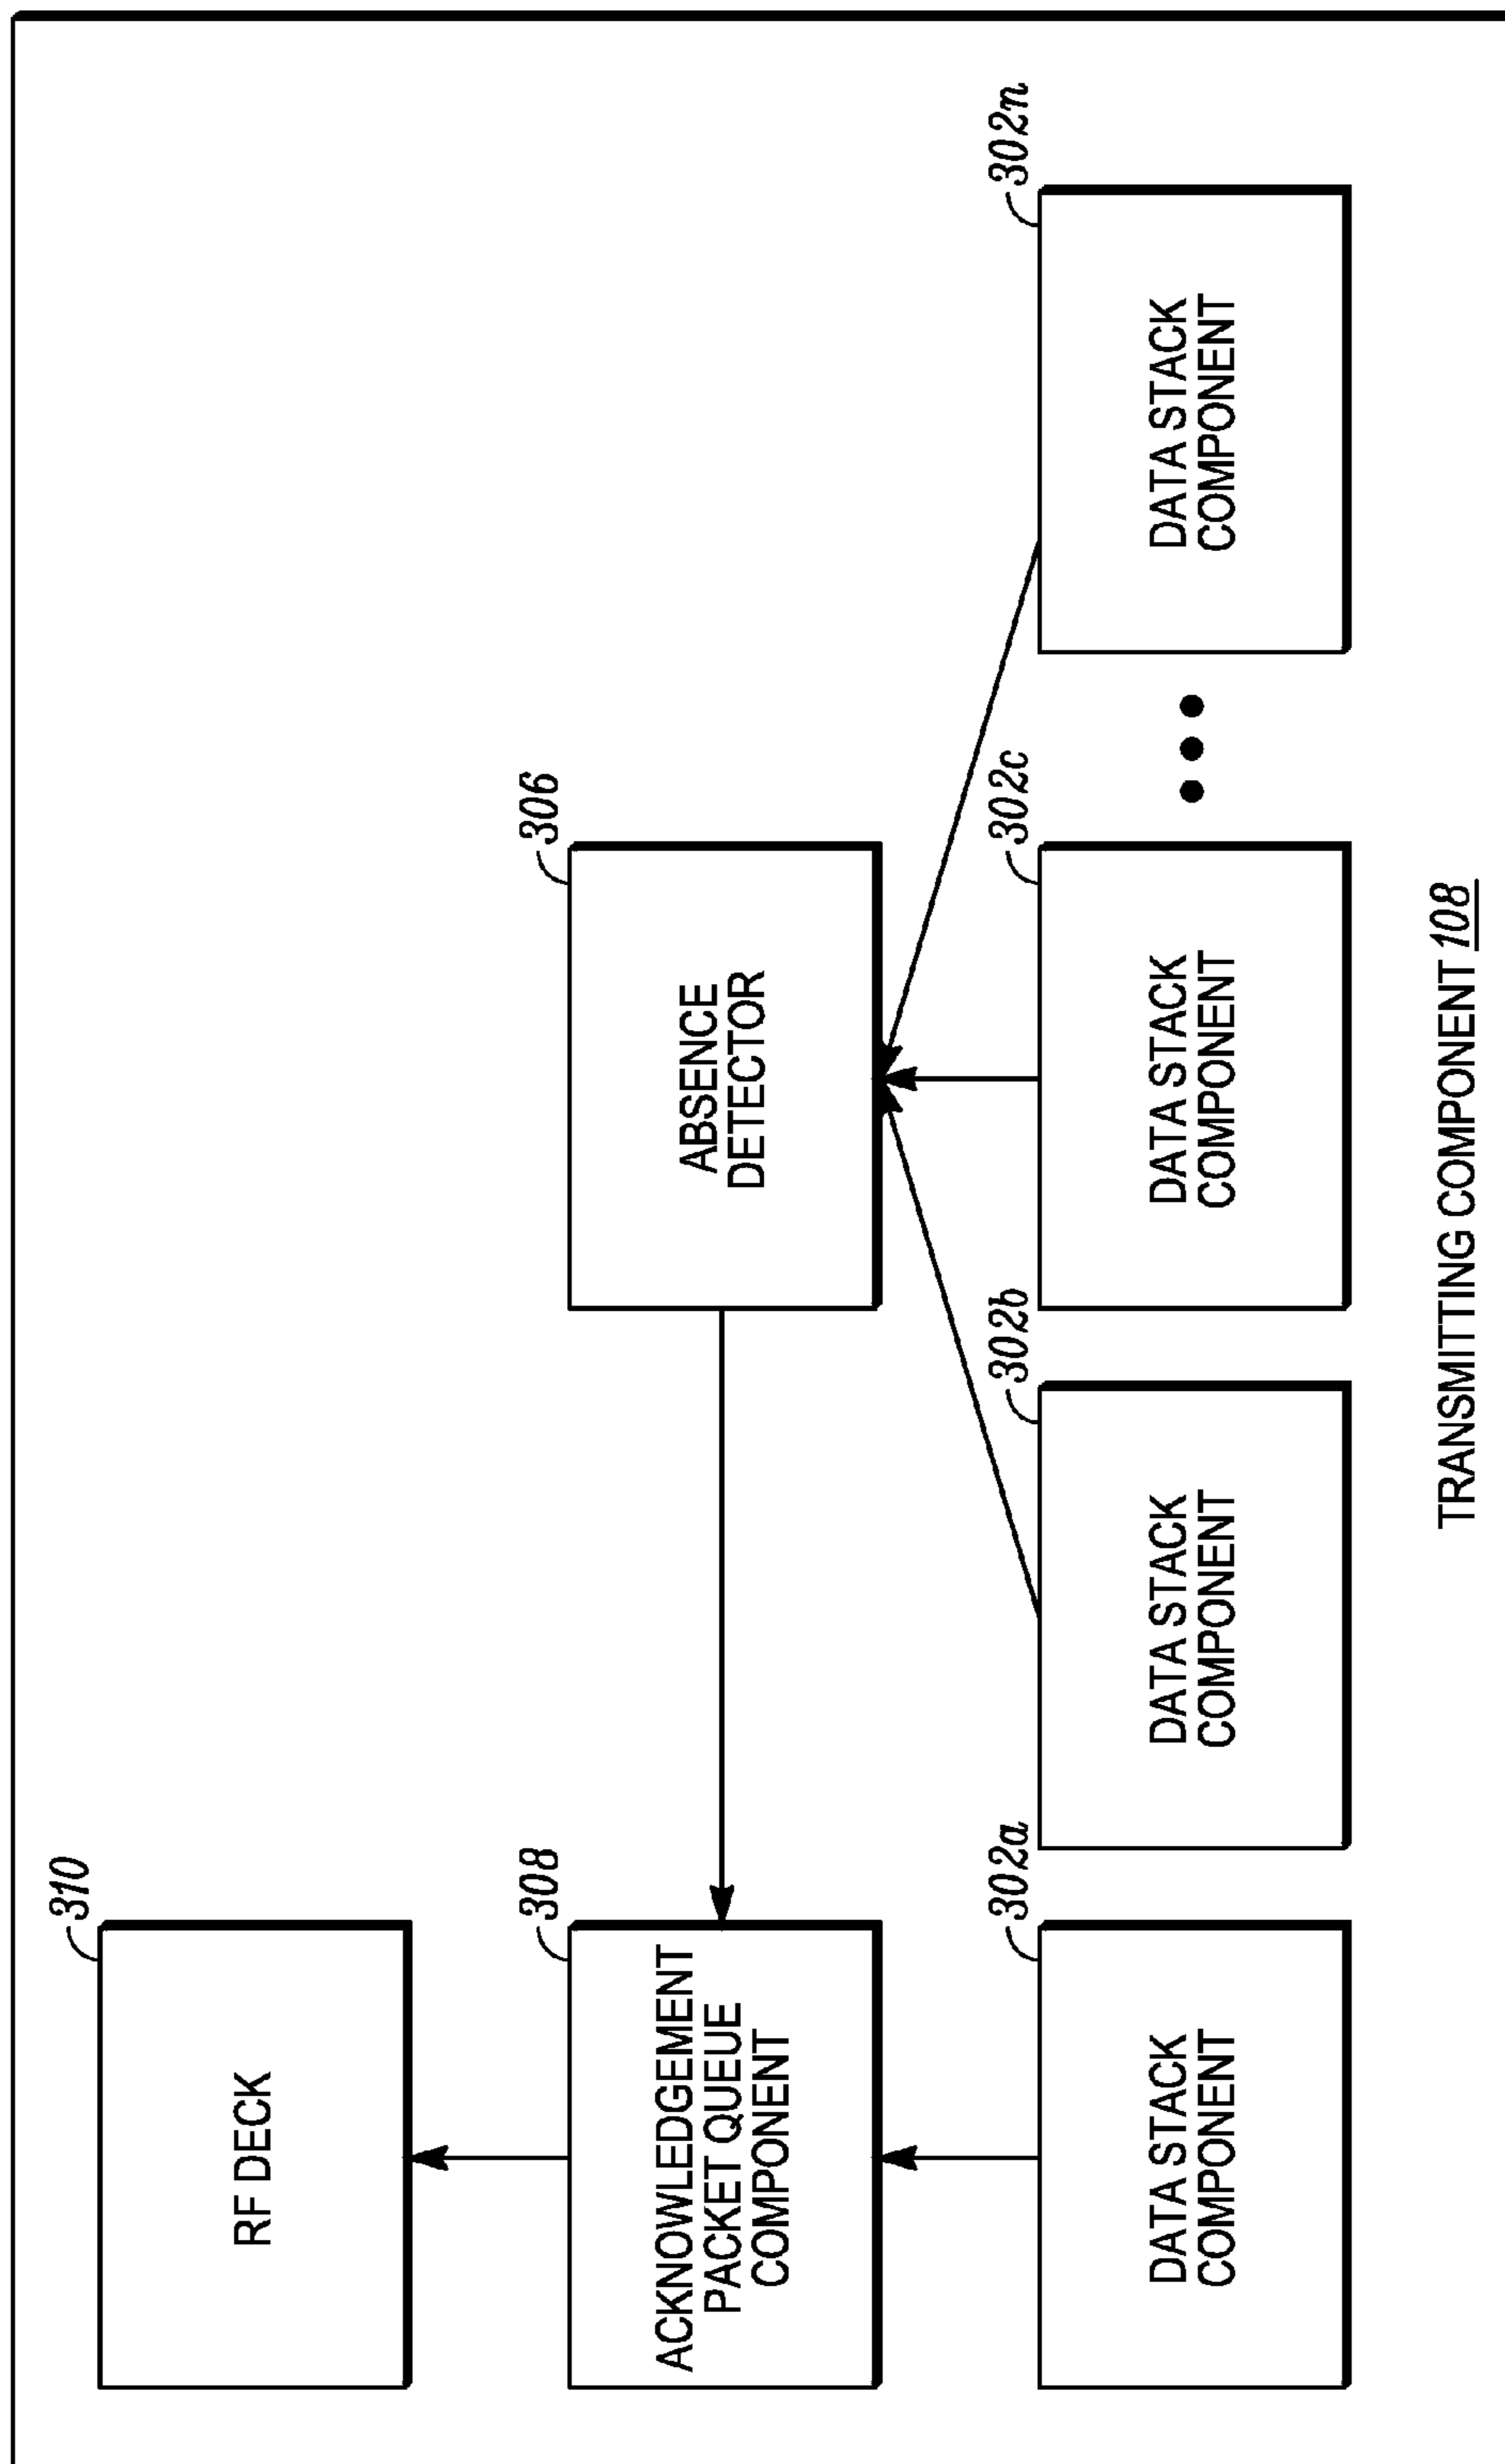 310
RF DECK
308
306
ACKNOWLEDGEMENT
PACKET QUEUE
COMPONENT
ABSENCE
DETECTOR
302a
302b
302c
302n
DATA STACK
COMPONENT
DATA STACK
COMPONENT
DATA STACK
COMPONENT
DATA STACK
COMPONENT
TRANSMITTING COMPONENT 108